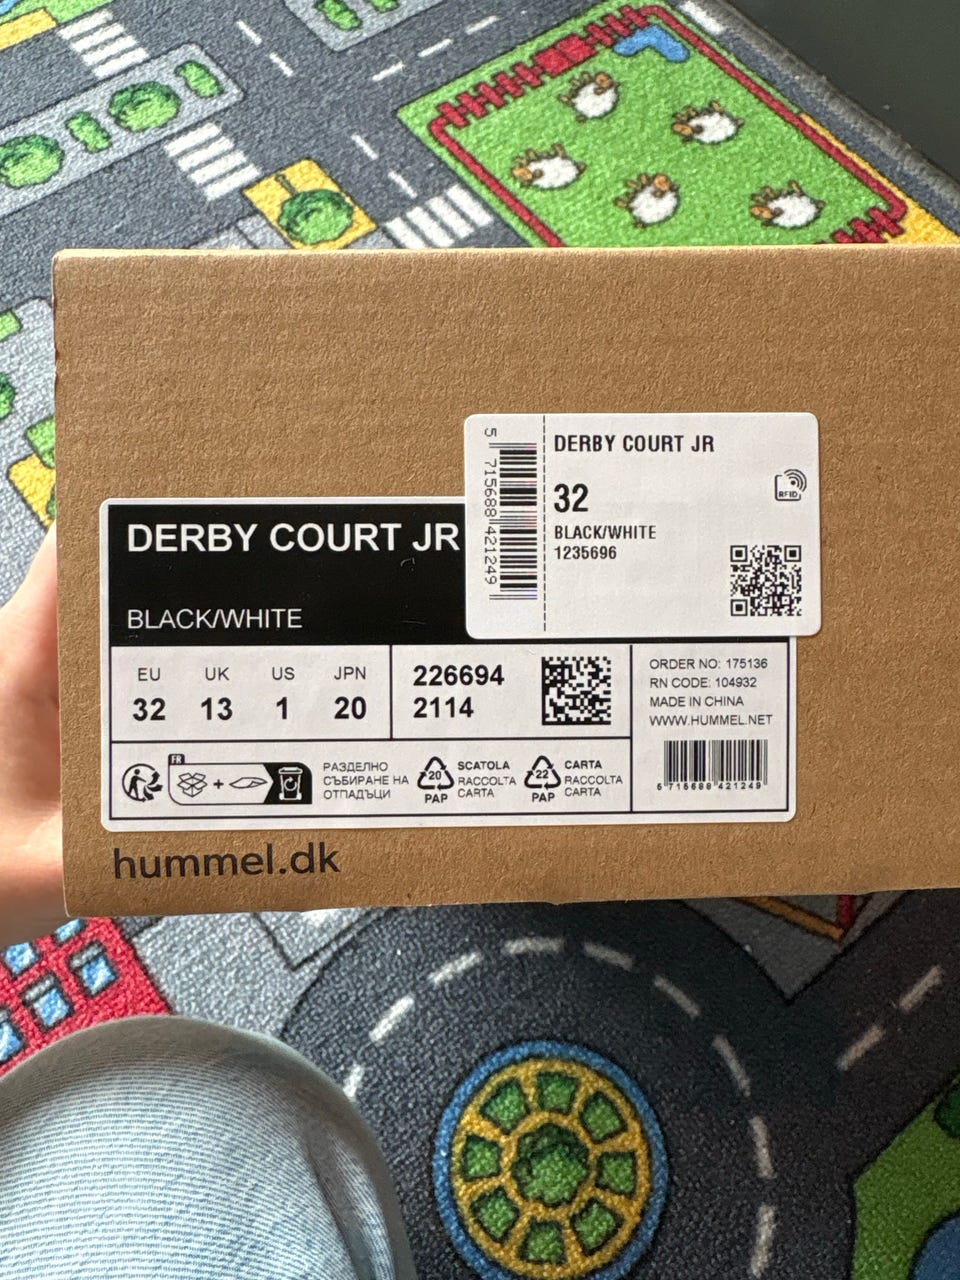 DERBY COURT JR
32
BLACK/WHITE
1235696
RFID
5 715688 421249
DERBY COURT JR
BLACK/WHITE
EU UK US JPN
32 13 1 20
226694
2114
ORDER NO: 175136
RN CODE: 104932
MADE IN CHINA
WWW.HUMMEL.NET
5 715688 421249
FR
РАЗДЕЛНО
СЪБИРАНЕ НА
ОТПАДЪЦИ
20
PAP
SCATOLA
RACCOLTA
CARTA
22
PAP
CARTA
RACCOLTA
CARTA
hummel.dk